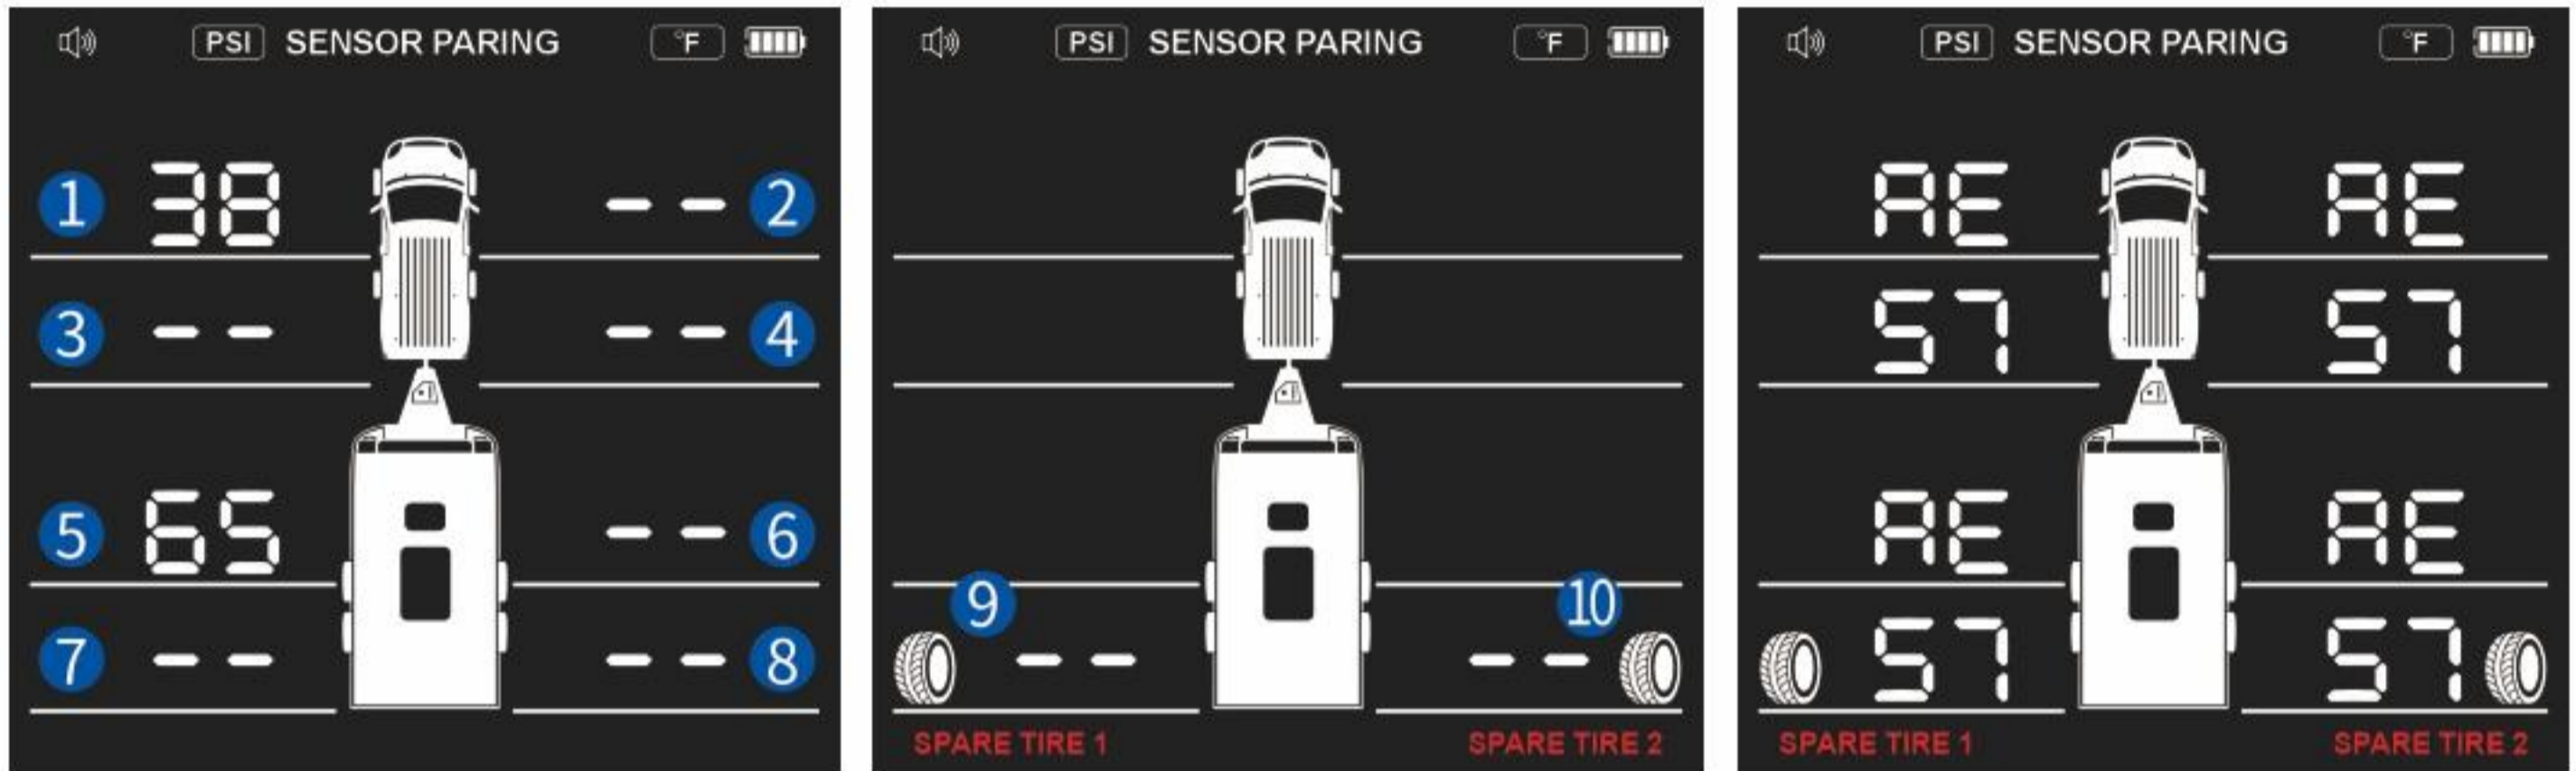 PSI SENSOR PARING °F
1 38 -- 2
3 -- -- 4
5 65 -- 6
7 -- -- 8
PSI SENSOR PARING °F
9 10
-- --
SPARE TIRE 1 SPARE TIRE 2
PSI SENSOR PARING °F
AE AE
57 57
AE AE
57 57
SPARE TIRE 1 SPARE TIRE 2